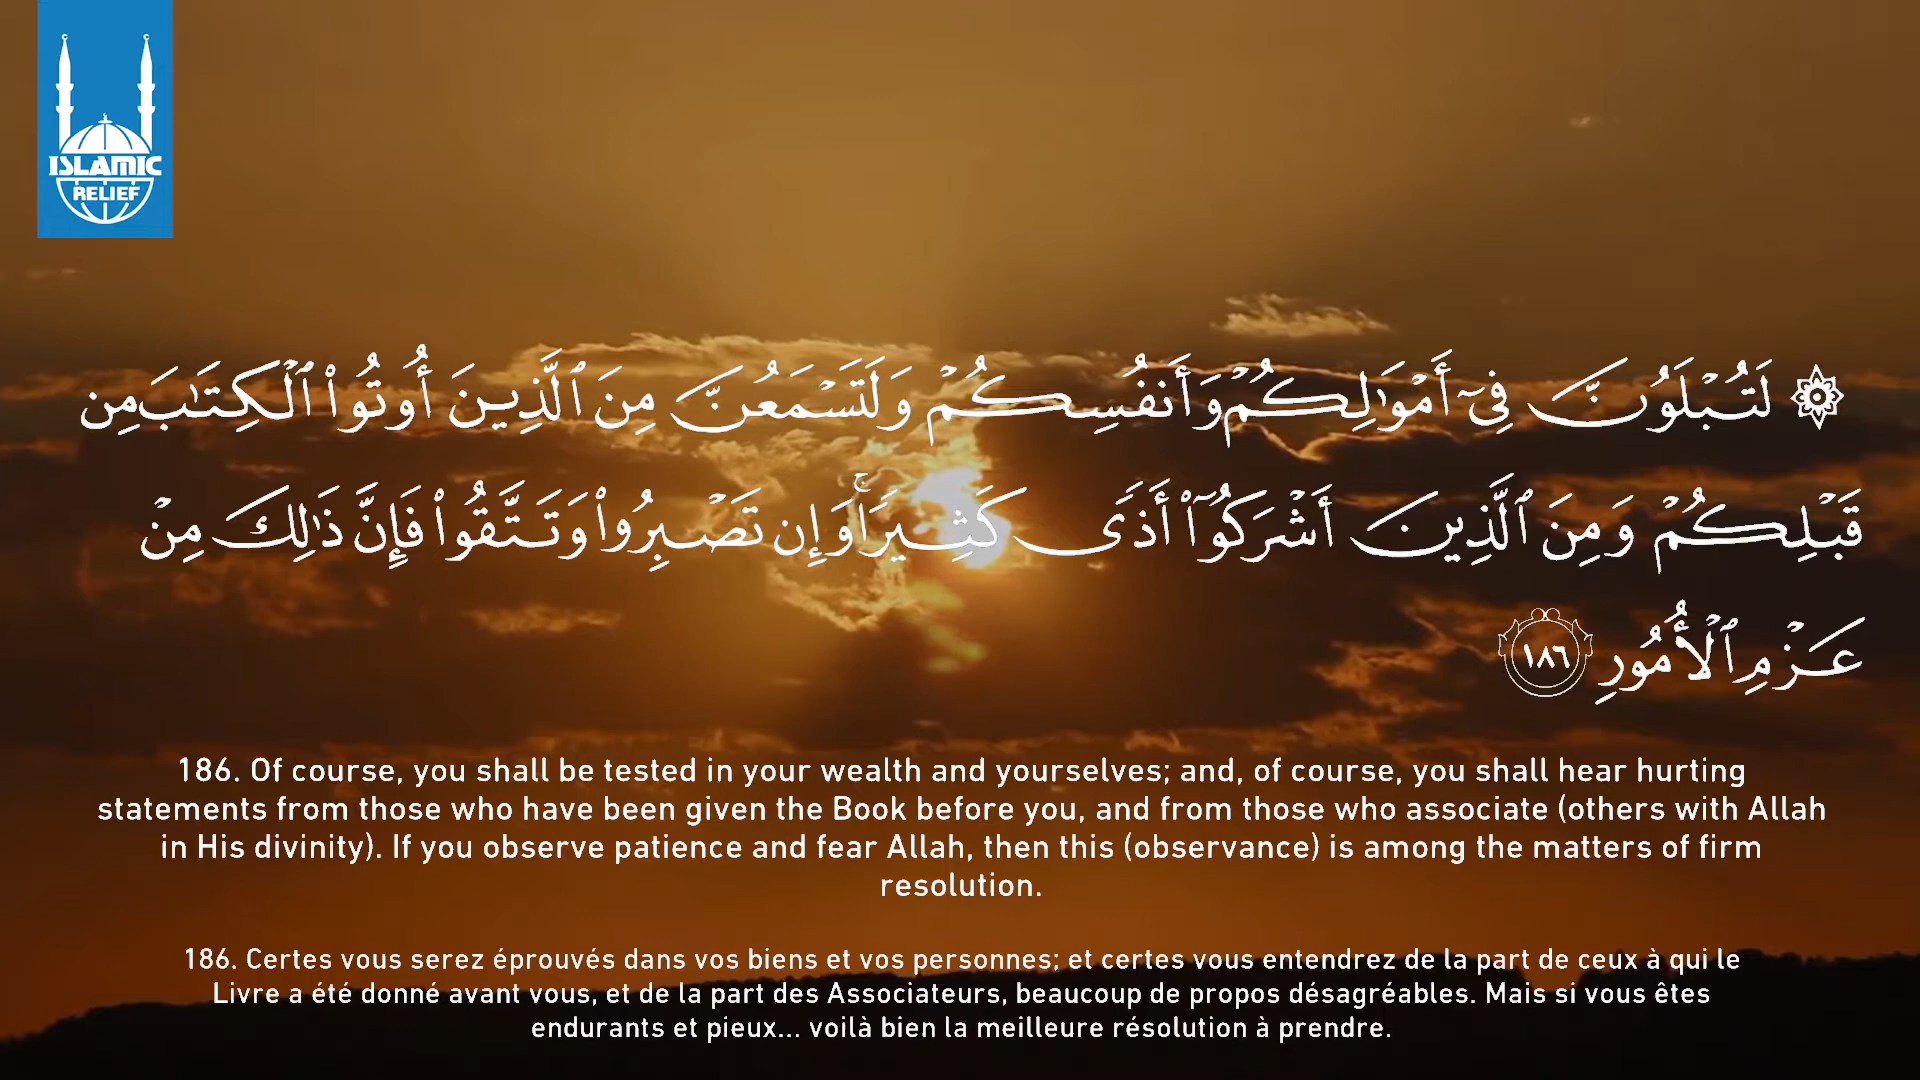 ISLAMIC
RELIEF
۞ لَتُبْلَوُنَّ فِىٓ أَمْوَٰلِكُمْ وَأَنفُسِكُمْ وَلَتَسْمَعُنَّ مِنَ ٱلَّذِينَ أُوتُوا۟ ٱلْكِتَـٰبَ مِن
قَبْلِكُمْ وَمِنَ ٱلَّذِينَ أَشْرَكُوٓا۟ أَذًى كَثِيرًا ۚ وَإِن تَصْبِرُوا۟ وَتَتَّقُوا۟ فَإِنَّ ذَٰلِكَ مِنْ
عَزْمِ ٱلْأُمُورِ ١٨٦
186. Of course, you shall be tested in your wealth and yourselves; and, of course, you shall hear hurting
statements from those who have been given the Book before you, and from those who associate (others with Allah
in His divinity). If you observe patience and fear Allah, then this (observance) is among the matters of firm
resolution.
186. Certes vous serez éprouvés dans vos biens et vos personnes; et certes vous entendrez de la part de ceux à qui le
Livre a été donné avant vous, et de la part des Associateurs, beaucoup de propos désagréables. Mais si vous êtes
endurants et pieux... voilà bien la meilleure résolution à prendre.